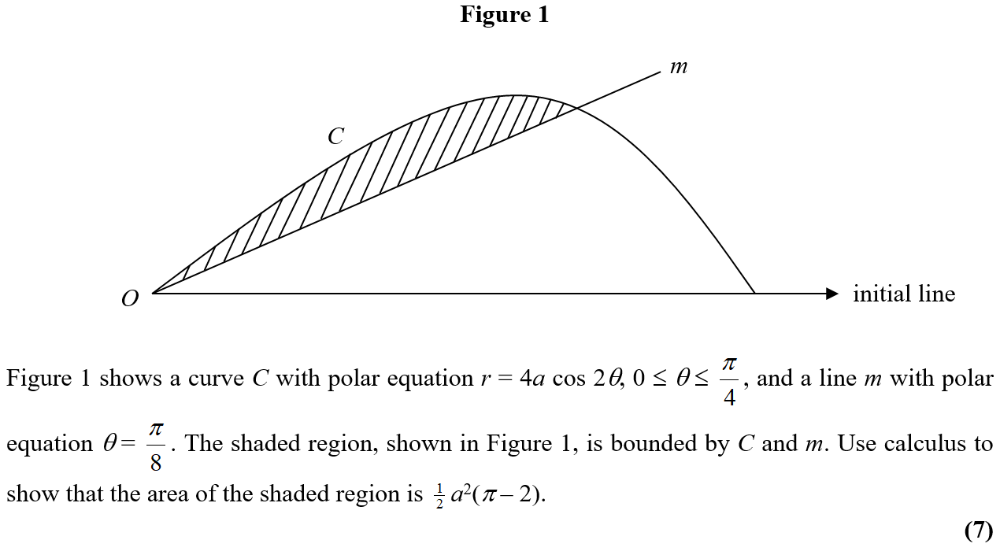 Figure 1
m
C
O
initial line
Figure 1 shows a curve C with polar equation r = 4a cos 2θ, 0 ≤ θ ≤ π/4, and a line m with polar
equation θ = π/8. The shaded region, shown in Figure 1, is bounded by C and m. Use calculus to
show that the area of the shaded region is ½ a²(π – 2).
(7)